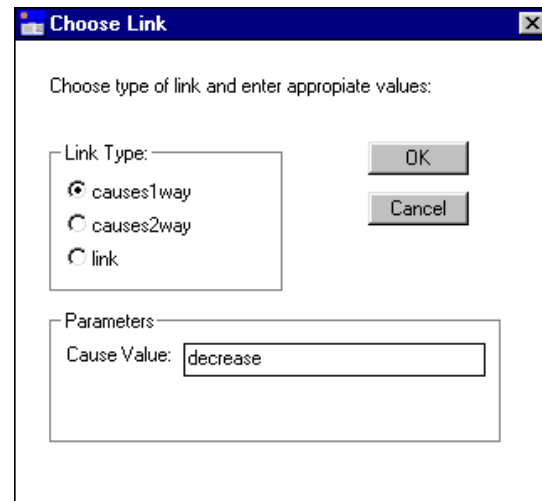 Choose Link
Choose type of link and enter appropiate values:
Link Type:
OK
causes1way
Cancel
causes2way
link
Parameters
Cause Value: decrease